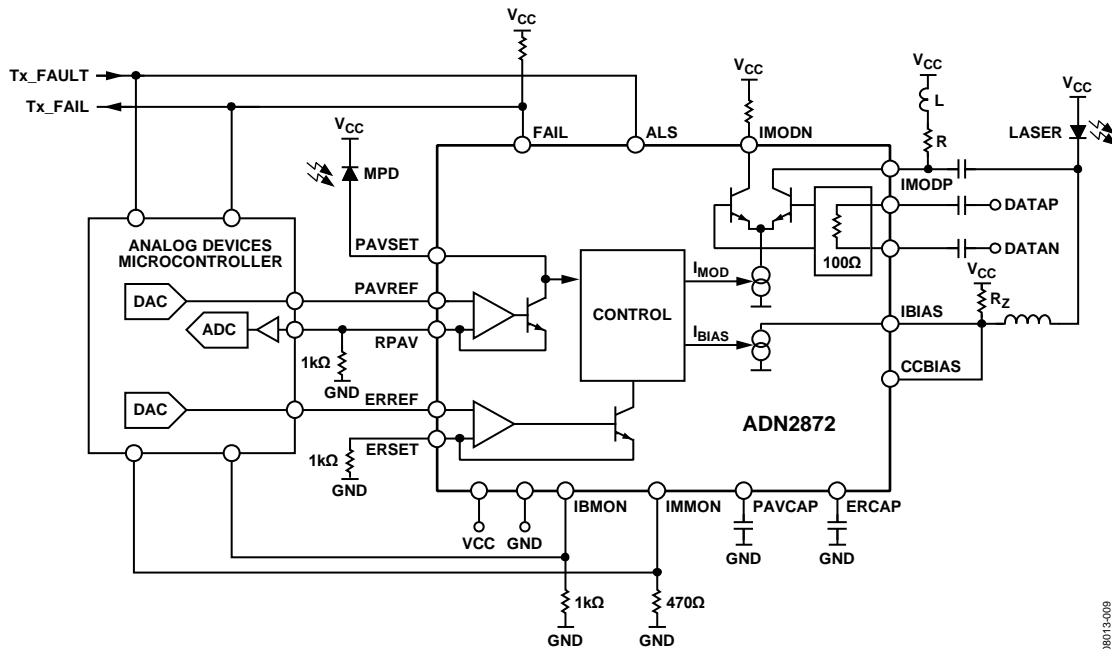 VCC
Tx_FAULT
Tx_FAIL
VCC
FAIL
ALS
VCC
IMODN
VCC
L
R
VCC
LASER
MPD
IMODP
DATAP
DATAN
100Ω
ANALOG DEVICES
MICROCONTROLLER
PAVSET
DAC
PAVREF
ADC
RPAV
1kΩ
GND
CONTROL
IMOD
IBIAS
VCC
RZ
IBIAS
CCBIAS
DAC
ERREF
ERSET
1kΩ
GND
ADN2872
VCC
GND
IBMON
IMMON
PAVCAP
ERCAP
GND
GND
1kΩ
GND
470Ω
GND
08013-009